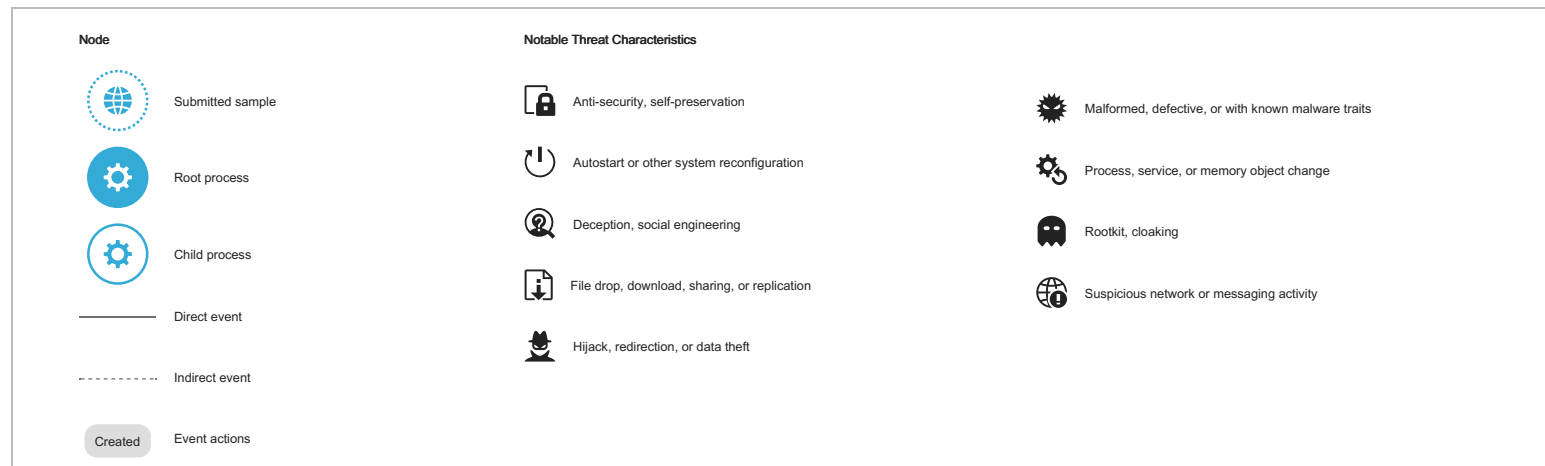 Node
Submitted sample
Root process
Child process
Direct event
Indirect event
Created
Event actions
Notable Threat Characteristics
Anti-security, self-preservation
Autostart or other system reconfiguration
Deception, social engineering
File drop, download, sharing, or replication
Hijack, redirection, or data theft
Malformed, defective, or with known malware traits
Process, service, or memory object change
Rootkit, cloaking
Suspicious network or messaging activity